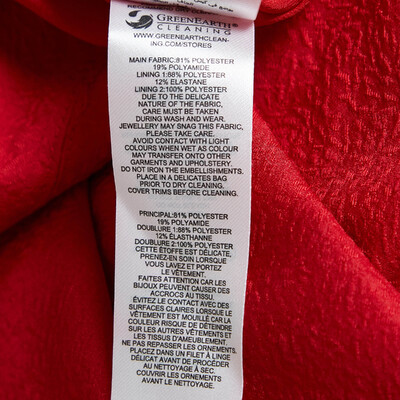 GREENEARTH®
CLEANING
WWW.GREENEARTHCLEAN-
ING.COM/STORES
MAIN FABRIC:81% POLYESTER
19% POLYAMIDE
LINING 1:88% POLYESTER
12% ELASTANE
LINING 2:100% POLYESTER
DUE TO THE DELICATE
NATURE OF THE FABRIC,
CARE MUST BE TAKEN
DURING WASH AND WEAR.
JEWELLERY MAY SNAG THIS FABRIC,
PLEASE TAKE CARE.
AVOID CONTACT WITH LIGHT
COLOURS WHEN WET AS COLOUR
MAY TRANSFER ONTO OTHER
GARMENTS AND UPHOLSTERY.
DO NOT IRON THE EMBELLISHMENTS.
PLACE IN A DELICATES BAG
PRIOR TO DRY CLEANING.
COVER TRIMS BEFORE CLEANING.
PRINCIPAL:81% POLYESTER
19% POLYAMIDE
DOUBLURE 1:88% POLYESTER
12% ÉLASTHANNE
DOUBLURE 2:100% POLYESTER
CETTE ÉTOFFE EST DÉLICATE,
PRENEZ-EN SOIN LORSQUE
VOUS LAVEZ ET PORTEZ
LE VÊTEMENT.
FAITES ATTENTION CAR LES
BIJOUX PEUVENT CAUSER DES
ACCROCS AU TISSU.
ÉVITEZ LE CONTACT AVEC DES
SURFACES CLAIRES LORSQUE LE
VÊTEMENT EST MOUILLÉ CAR LA
COULEUR RISQUE DE DÉTEINDRE
SUR LES AUTRES VÊTEMENTS ET
LES TISSUS D'AMEUBLEMENT.
NE PAS REPASSER LES ORNEMENTS.
PLACEZ DANS UN FILET À LINGE
DÉLICAT AVANT DE PROCÉDER
AU NETTOYAGE À SEC.
COUVRIR LES ORNEMENTS
AVANT LE NETTOYAGE.